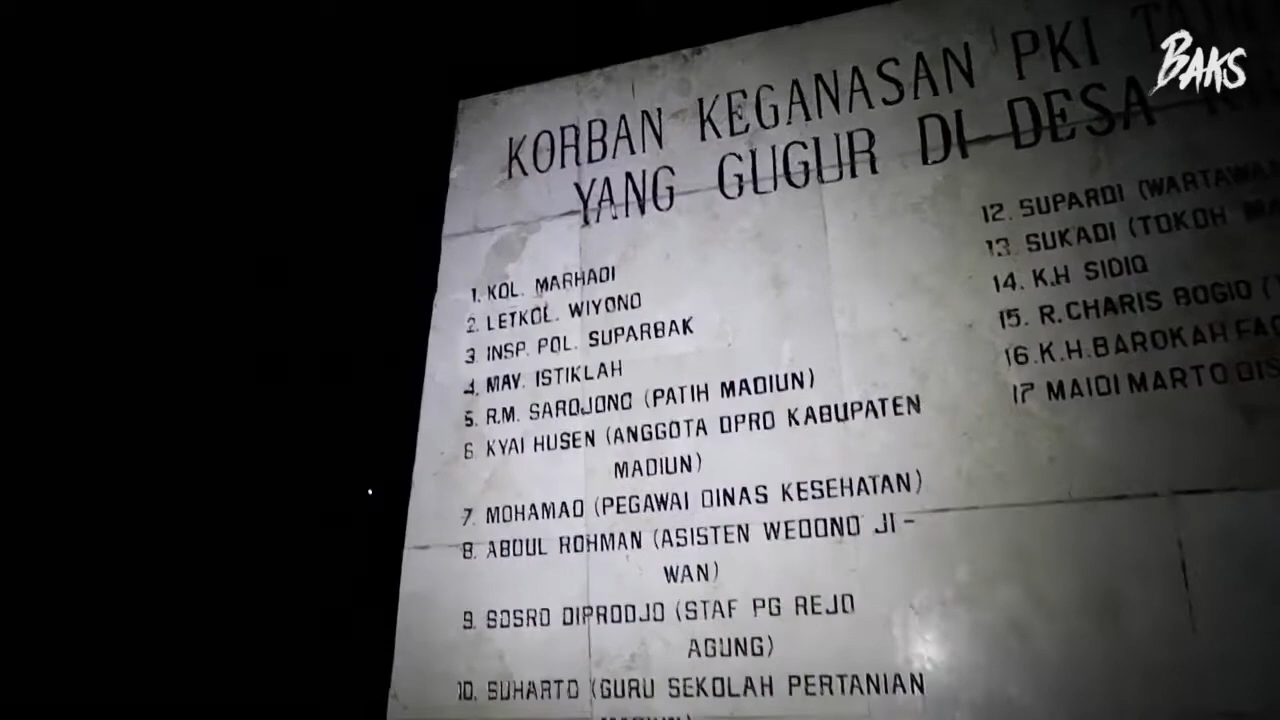 BAKS
KORBAN KEGANASAN PKI
YANG GUGUR DI DESA
1. KOL. MARHADI
2. LETKOL. WIYONO
3. INSP. POL. SUPARBAK
4. MAY. ISTIKLAH
5. R.M. SAROJONO (PATIH MADIUN)
6. KYAI HUSEN (ANGGOTA DPRD KABUPATEN
MADIUN)
7. MOHAMAD (PEGAWAI DINAS KESEHATAN)
8. ABDUL ROHMAN (ASISTEN WEDONO JI-
WAN)
9. SOSRO DIPRODJO (STAF PG REJO
AGUNG)
10. SUHARTO (GURU SEKOLAH PERTANIAN
12. SUPARDI (WARTAWAN
13. SUKADI (TOKOH
14. K.H SIDIQ
15. R.CHARIS BOGIO
16. K.H.BAROKAH
17 MAIDI MARTO